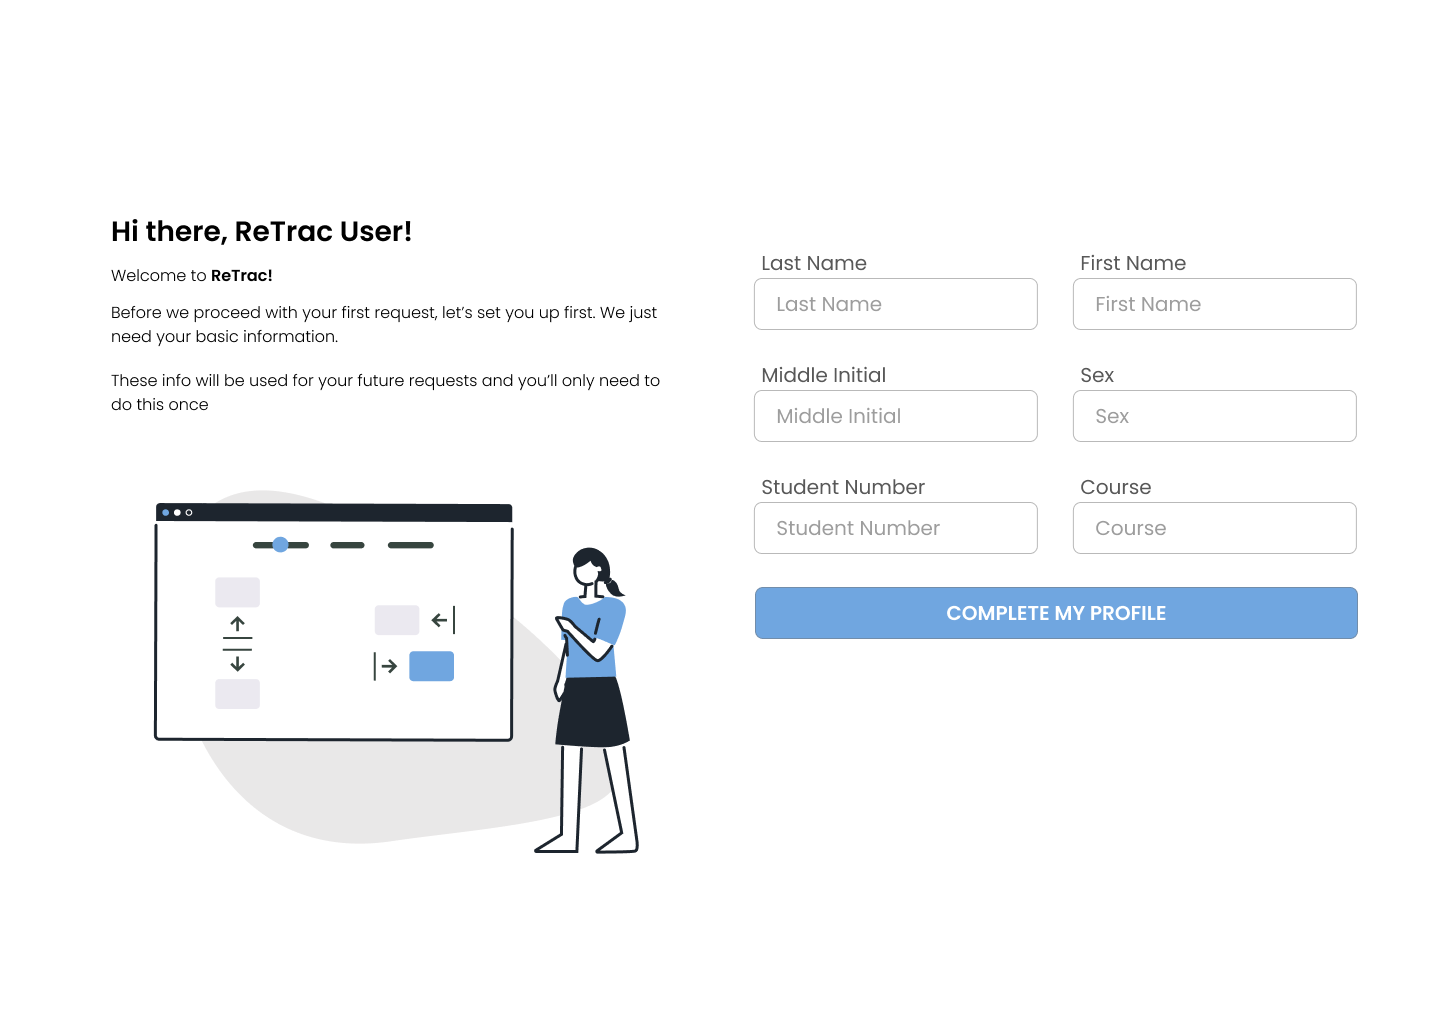 Hi there, ReTrac User!
Welcome to ReTrac!
Before we proceed with your first request, let’s set you up first. We just
need your basic information.
These info will be used for your future requests and you’ll only need to
do this once
Last Name
First Name
Last Name
First Name
Middle Initial
Sex
Middle Initial
Sex
Student Number
Course
Student Number
Course
COMPLETE MY PROFILE